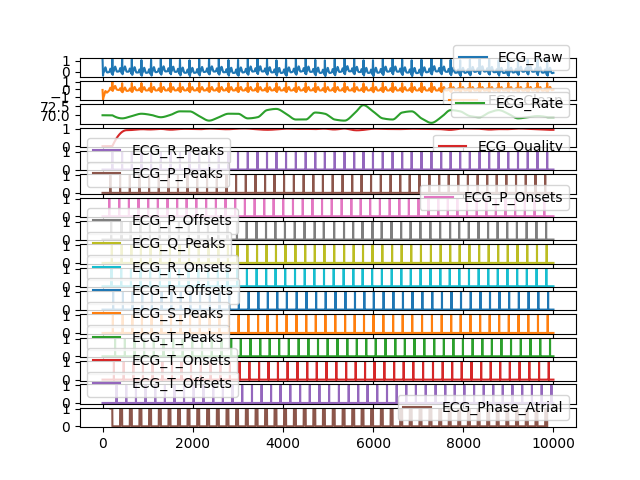 1
0
ECG_Raw
0
−1
72.5
70.0
ECG_Rate
1
0
ECG_Quality
1
0
ECG_R_Peaks
1
0
ECG_P_Peaks
1
0
ECG_P_Onsets
1
0
ECG_P_Offsets
1
0
ECG_Q_Peaks
1
0
ECG_R_Onsets
1
0
ECG_R_Offsets
1
0
ECG_S_Peaks
1
0
ECG_T_Peaks
1
0
ECG_T_Onsets
1
0
ECG_T_Offsets
1
0
ECG_Phase_Atrial
0
2000
4000
6000
8000
10000